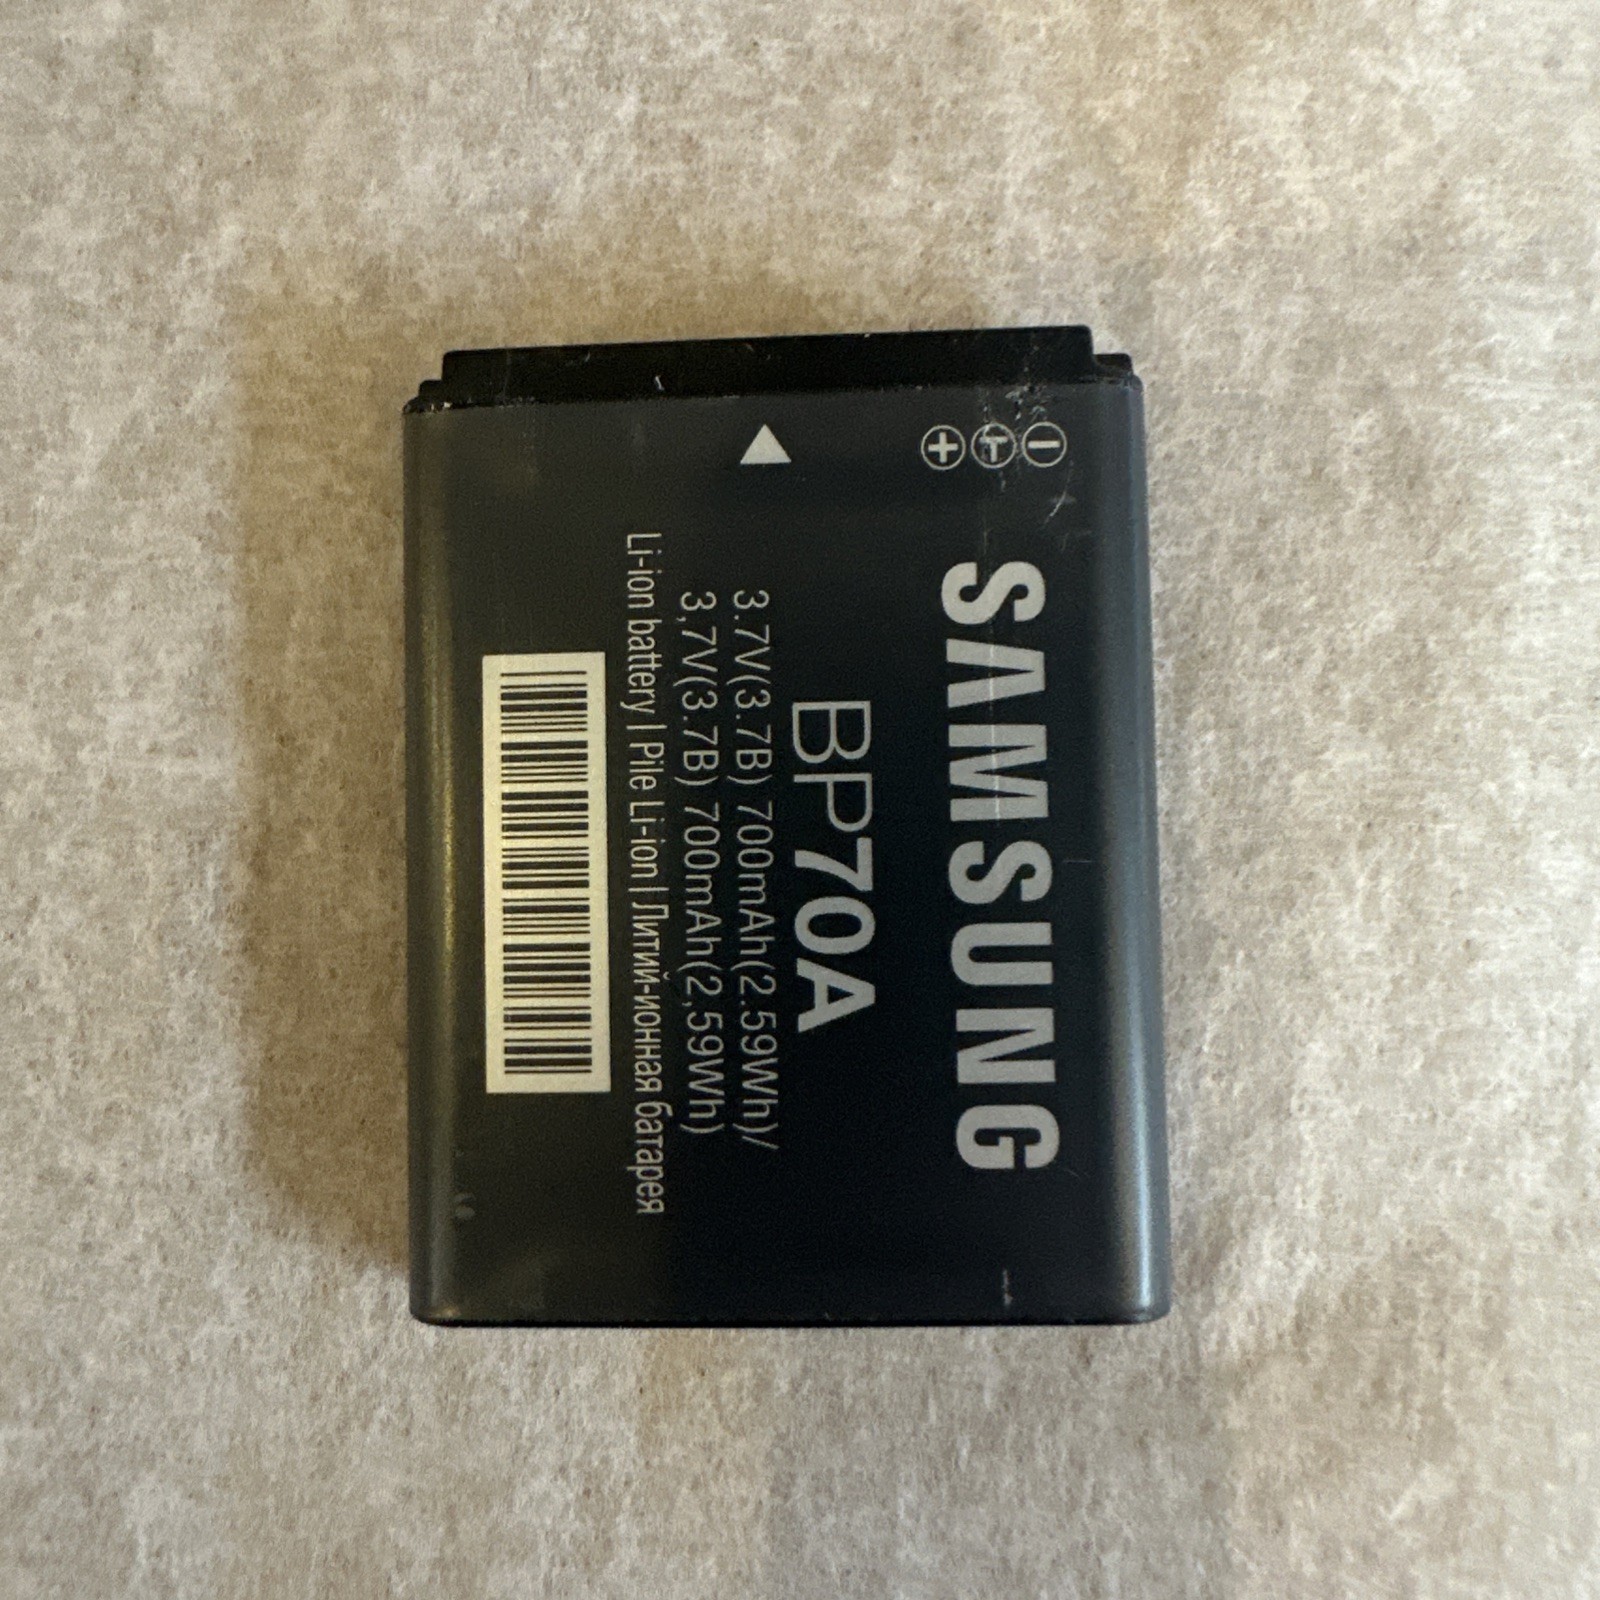 SAMSUNG
BP70A
3.7V(3.7B) 700mAh(2.59Wh)/
3,7V(3.7B) 700mAh(2,59Wh)
Li-ion battery | Pile Li-ion | Литий-ионная батарея